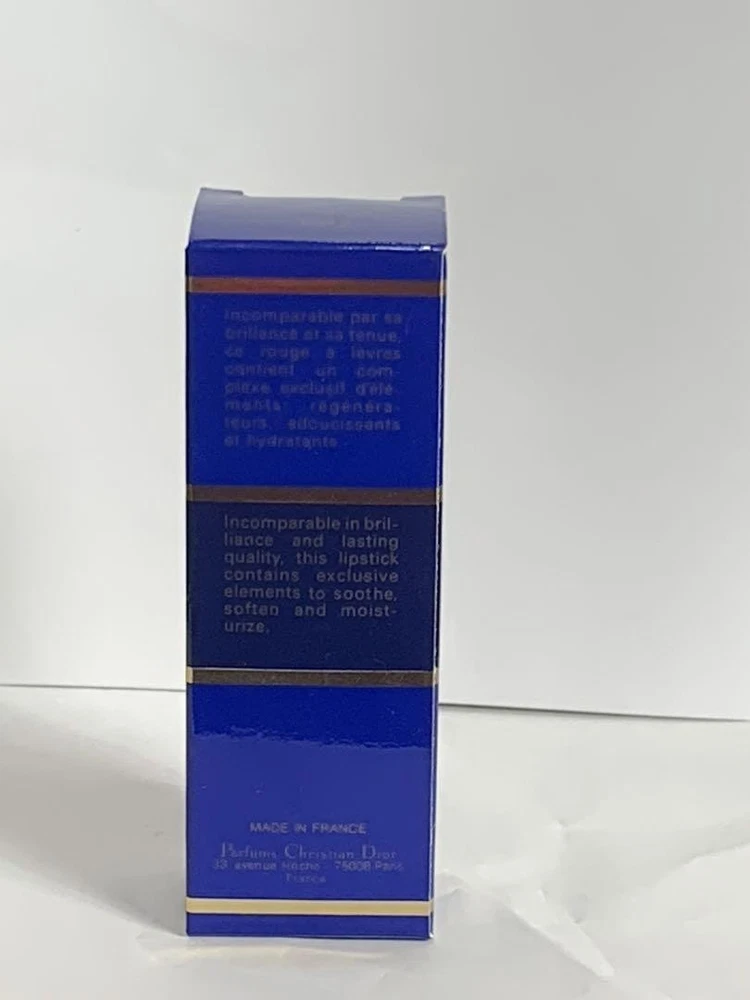 Incomparable par sa
brillance et sa tenue,
ce rouge à lèvres
contient un com-
plexe exclusif d'élé-
ments régénéra-
teurs, adoucissants
et hydratants.
Incomparable in bril-
liance and lasting
quality, this lipstick
contains exclusive
elements to soothe,
soften and moist-
urize.
MADE IN FRANCE
Parfums Christian Dior
33 avenue Hoche - 75008 Paris
France